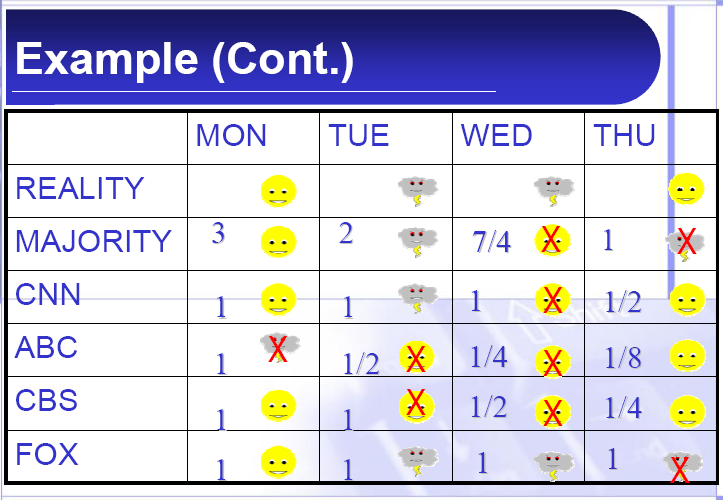 Example (Cont.)
MON TUE WED THU
REALITY
MAJORITY 3 2 7/4 X 1 X
CNN 1 1 1 X 1/2
ABC 1 X 1/2 X 1/4 X 1/8
CBS 1 1 X 1/2 X 1/4
FOX 1 1 1 1 X